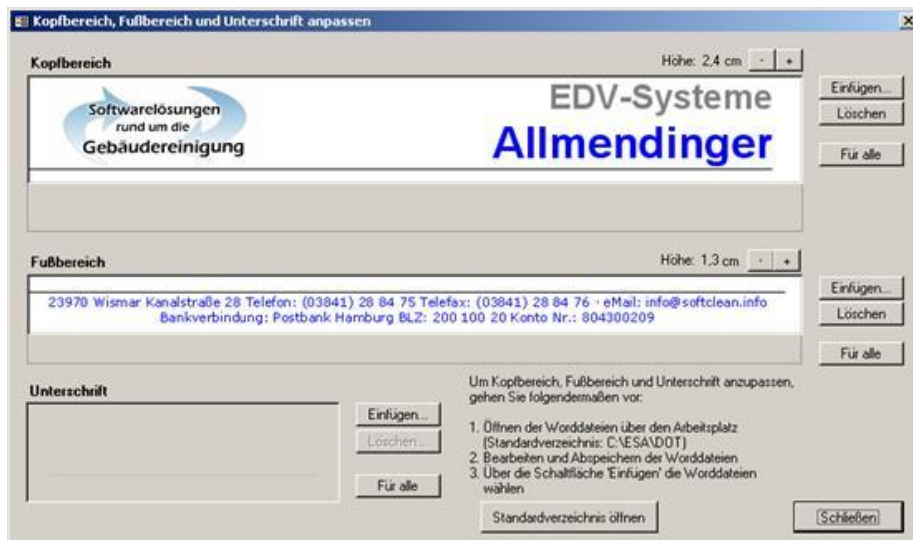 Kopfbereich, Fußbereich und Unterschrift anpassen
Kopfbereich
Höhe: 2,4 cm - +
Softwarelösungen
rund um die
Gebäudereinigung
EDV-Systeme
Allmendinger
Einfügen...
Löschen
Für alle
Fußbereich
Höhe: 1,3 cm - +
23970 Wismar Kanalstraße 28 Telefon: (03841) 28 84 75 Telefax: (03841) 28 84 76 · eMail: info@softclean.info
Bankverbindung: Postbank Hamburg BLZ: 200 100 20 Konto Nr.: 804300209
Einfügen...
Löschen
Für alle
Unterschrift
Einfügen...
Löschen...
Für alle
Um Kopfbereich, Fußbereich und Unterschrift anzupassen,
gehen Sie folgendermaßen vor:
1. Öffnen der Worddateien über den Arbeitsplatz
(Standardverzeichnis: C:\ESA\DOT)
2. Bearbeiten und Abspeichern der Worddateien
3. Über die Schaltfläche 'Einfügen' die Worddateien
wählen
Standardverzeichnis öffnen
Schließen